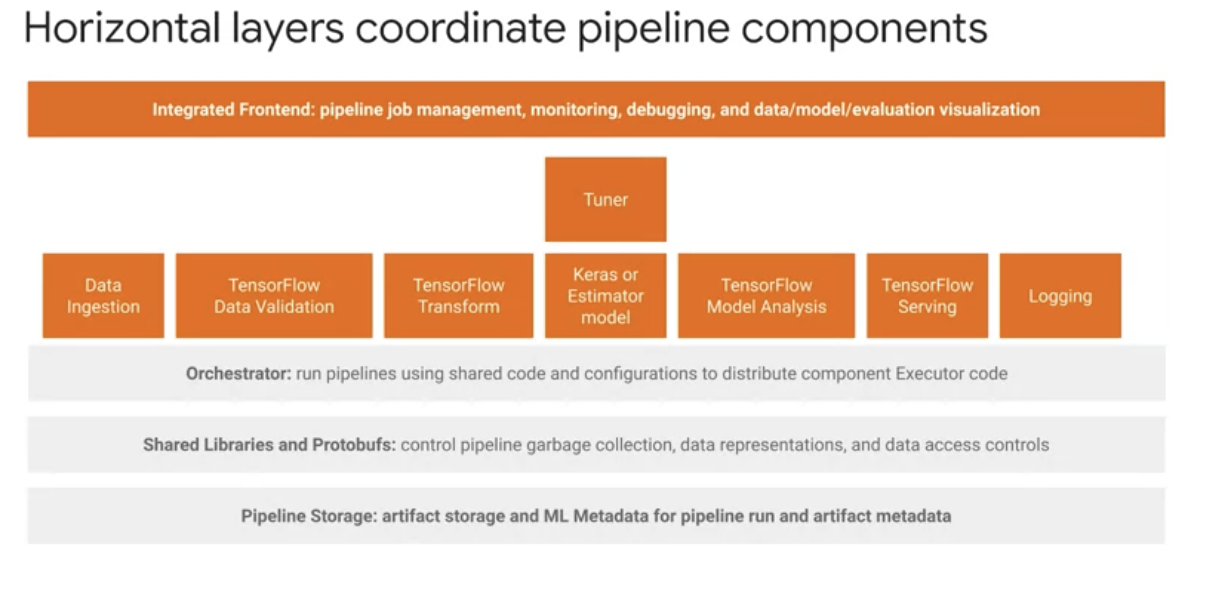 Horizontal layers coordinate pipeline components
Integrated Frontend: pipeline job management, monitoring, debugging, and data/model/evaluation visualization
Tuner
Data
Ingestion
TensorFlow
Data Validation
TensorFlow
Transform
Keras or
Estimator
model
TensorFlow
Model Analysis
TensorFlow
Serving
Logging
Orchestrator: run pipelines using shared code and configurations to distribute component Executor code
Shared Libraries and Protobufs: control pipeline garbage collection, data representations, and data access controls
Pipeline Storage: artifact storage and ML Metadata for pipeline run and artifact metadata